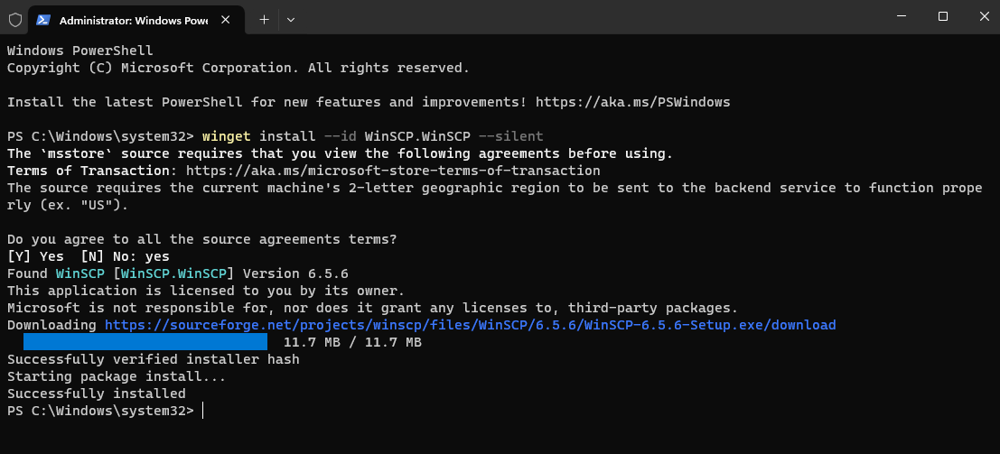 Administrator: Windows Powe
Windows PowerShell
Copyright (C) Microsoft Corporation. All rights reserved.
Install the latest PowerShell for new features and improvements! https://aka.ms/PSWindows
PS C:\Windows\system32> winget install --id WinSCP.WinSCP --silent
The `msstore` source requires that you view the following agreements before using.
Terms of Transaction: https://aka.ms/microsoft-store-terms-of-transaction
The source requires the current machine's 2-letter geographic region to be sent to the backend service to function prope
rly (ex. "US").
Do you agree to all the source agreements terms?
[Y] Yes  [N] No: yes
Found WinSCP [WinSCP.WinSCP] Version 6.5.6
This application is licensed to you by its owner.
Microsoft is not responsible for, nor does it grant any licenses to, third-party packages.
Downloading https://sourceforge.net/projects/winscp/files/WinSCP/6.5.6/WinSCP-6.5.6-Setup.exe/download
11.7 MB / 11.7 MB
Successfully verified installer hash
Starting package install...
Successfully installed
PS C:\Windows\system32>